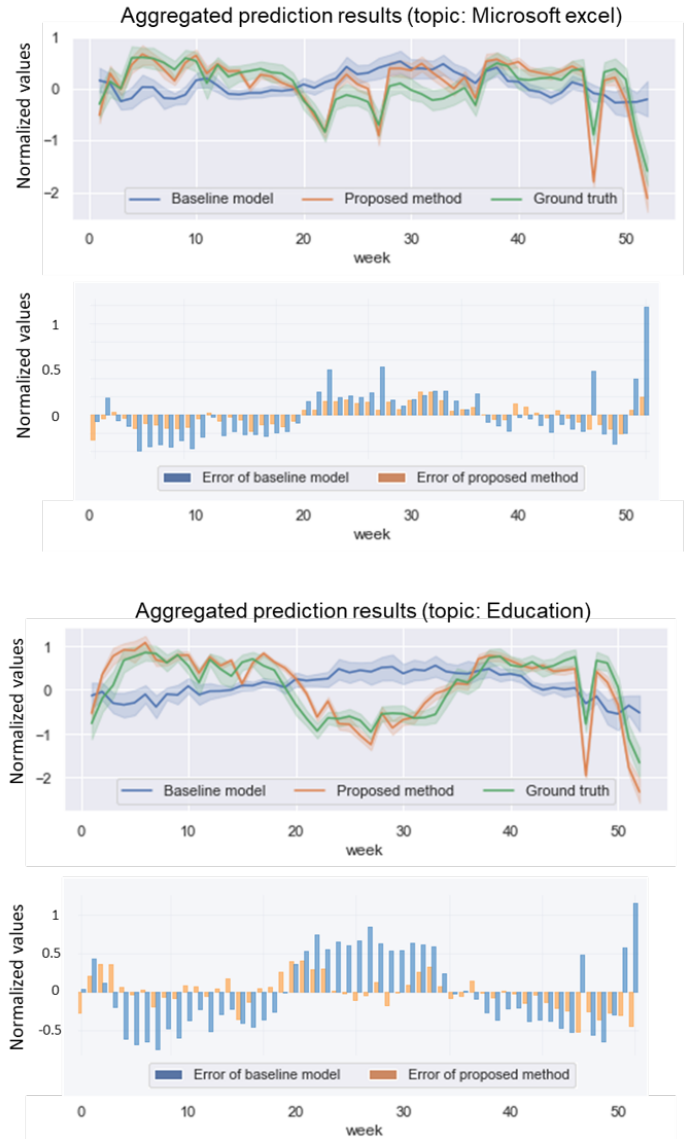 Aggregated prediction results (topic: Microsoft excel)
Normalized values
1
0
−1
−2
Baseline model Proposed method Ground truth
0 10 20 30 40 50
week
Normalized values
1
0.5
0
Error of baseline model Error of proposed method
0 10 20 30 40 50
week
Aggregated prediction results (topic: Education)
Normalized values
1
0
−1
−2
Baseline model Proposed method Ground truth
0 10 20 30 40 50
week
Normalized values
1
0.5
0
-0.5
Error of baseline model Error of proposed method
0 10 20 30 40 50
week